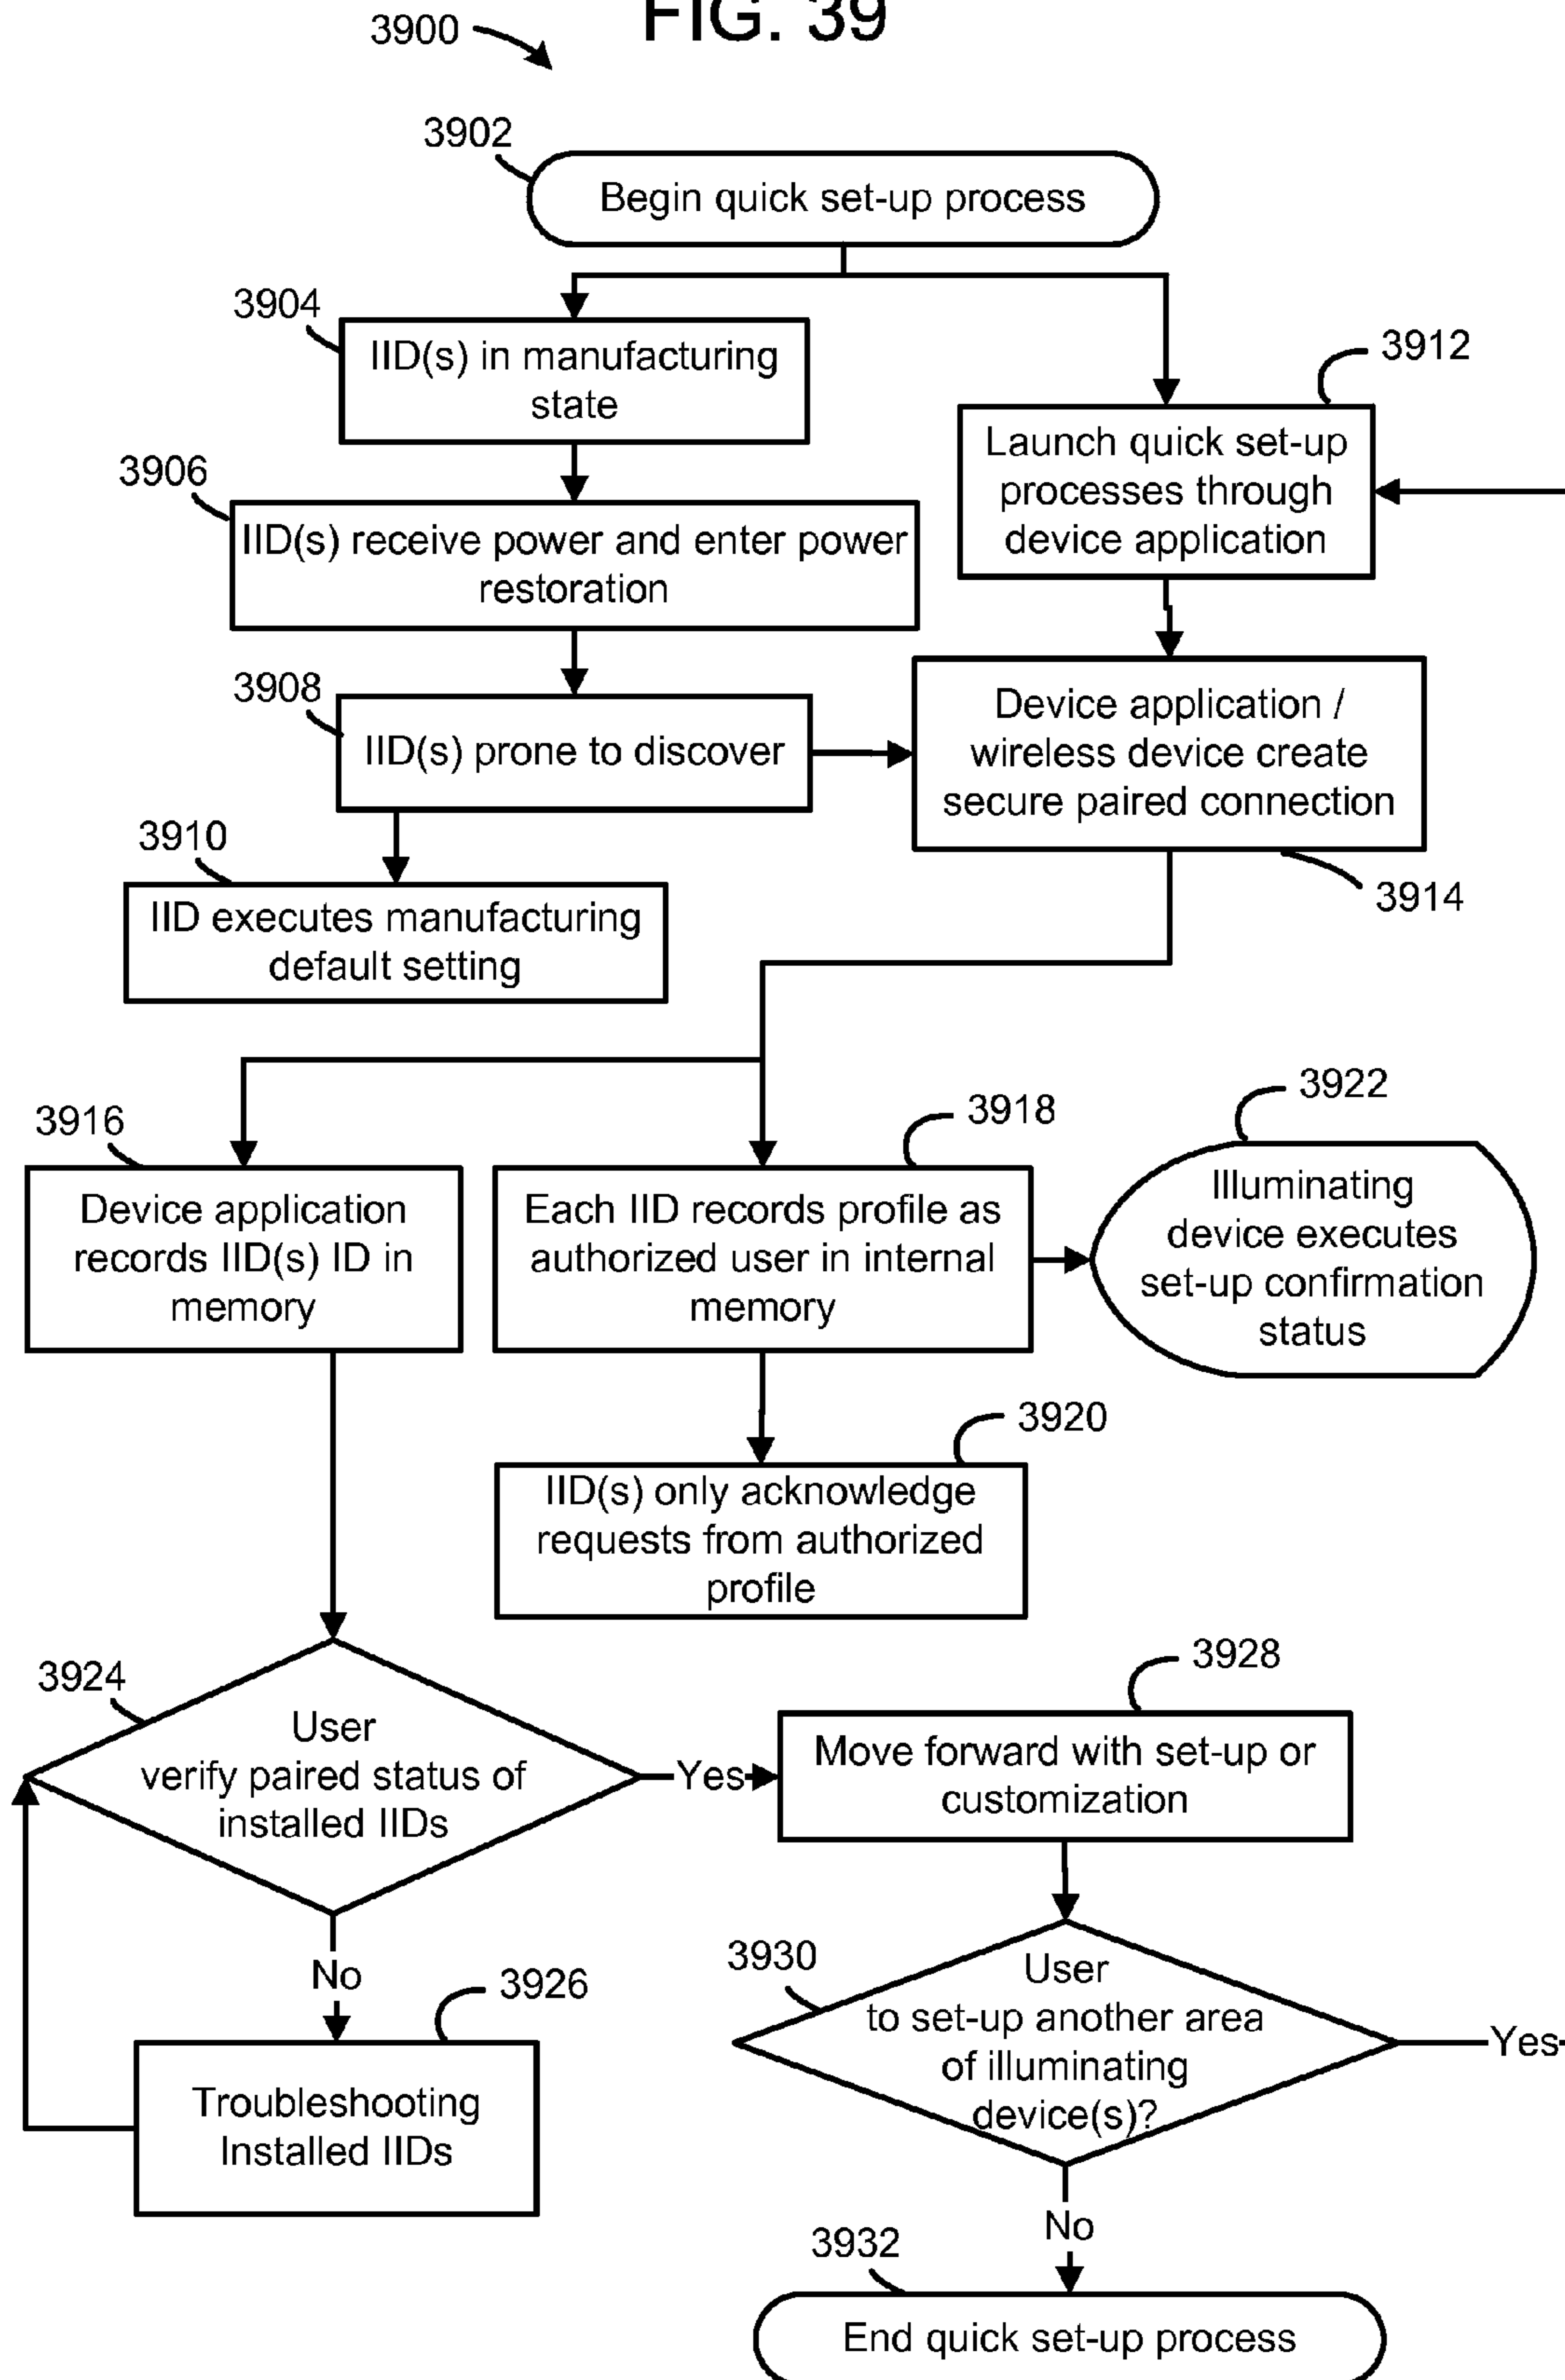 FIG. 39
3900
3902
Begin quick set-up process
3904
IID(s) in manufacturing
state
3912
Launch quick set-up
processes through
device application
3906
IID(s) receive power and enter power
restoration
3908
IID(s) prone to discover
Device application /
wireless device create
secure paired connection
3914
3910
IID executes manufacturing
default setting
3916
Device application
records IID(s) ID in
memory
3918
Each IID records profile as
authorized user in internal
memory
3922
Illuminating
device executes
set-up confirmation
status
3920
IID(s) only acknowledge
requests from authorized
profile
3924
User
verify paired status of
installed IIDs
Yes
3928
Move forward with set-up or
customization
No
3926
Troubleshooting
Installed IIDs
3930
User
to set-up another area
of illuminating
device(s)?
Yes
No
3932
End quick set-up process